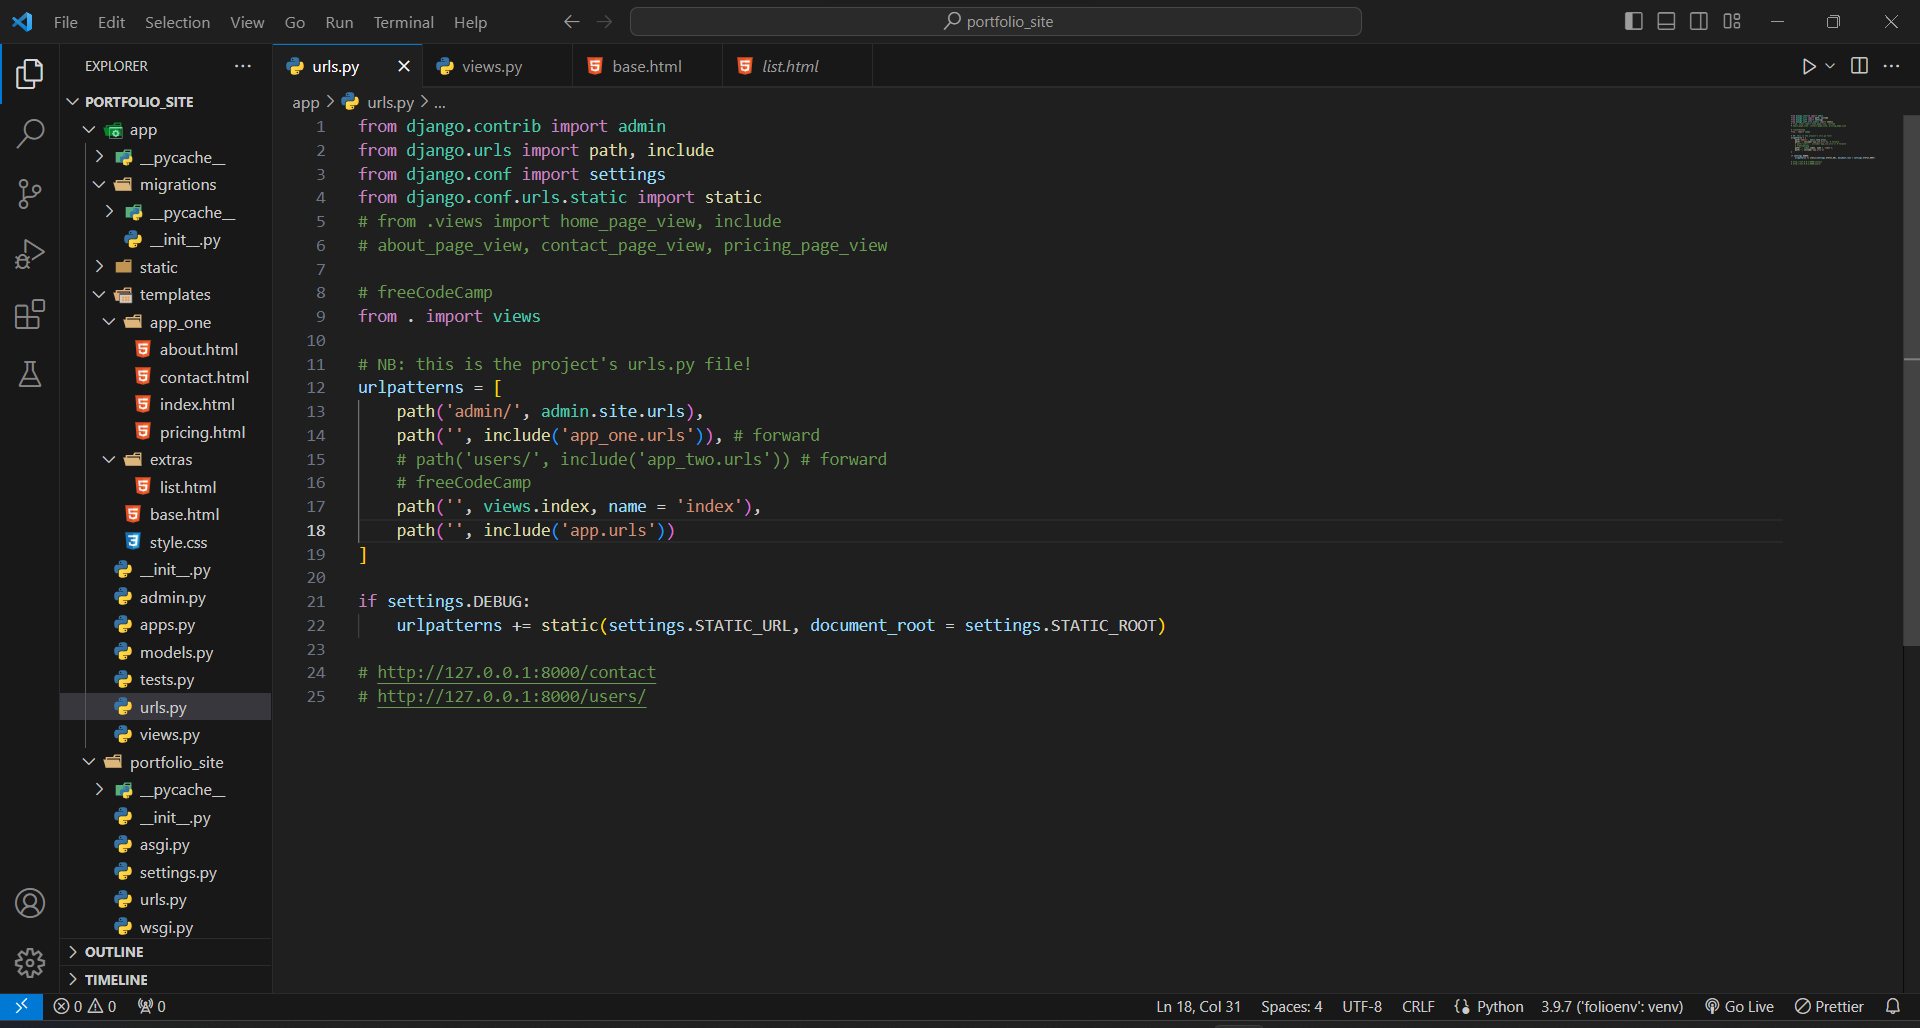 File Edit Selection View Go Run Terminal Help
portfolio_site
EXPLORER
PORTFOLIO_SITE
app
__pycache__
migrations
__pycache__
__init__.py
static
templates
app_one
about.html
contact.html
index.html
pricing.html
extras
list.html
base.html
style.css
__init__.py
admin.py
apps.py
models.py
tests.py
urls.py
views.py
portfolio_site
__pycache__
__init__.py
asgi.py
settings.py
urls.py
wsgi.py
OUTLINE
TIMELINE
urls.py views.py base.html list.html
app > urls.py > ...
1 from django.contrib import admin
2 from django.urls import path, include
3 from django.conf import settings
4 from django.conf.urls.static import static
5 # from .views import home_page_view, include
6 # about_page_view, contact_page_view, pricing_page_view
7
8 # freeCodeCamp
9 from . import views
10
11 # NB: this is the project's urls.py file!
12 urlpatterns = [
13     path('admin/', admin.site.urls),
14     path('', include('app_one.urls')), # forward
15     # path('users/', include('app_two.urls')) # forward
16     # freeCodeCamp
17     path('', views.index, name = 'index'),
18     path('', include('app.urls'))
19 ]
20
21 if settings.DEBUG:
22     urlpatterns += static(settings.STATIC_URL, document_root = settings.STATIC_ROOT)
23
24 # http://127.0.0.1:8000/contact
25 # http://127.0.0.1:8000/users/
0 0 0 Ln 18, Col 31 Spaces: 4 UTF-8 CRLF Python 3.9.7 ('folioenv': venv) Go Live Prettier